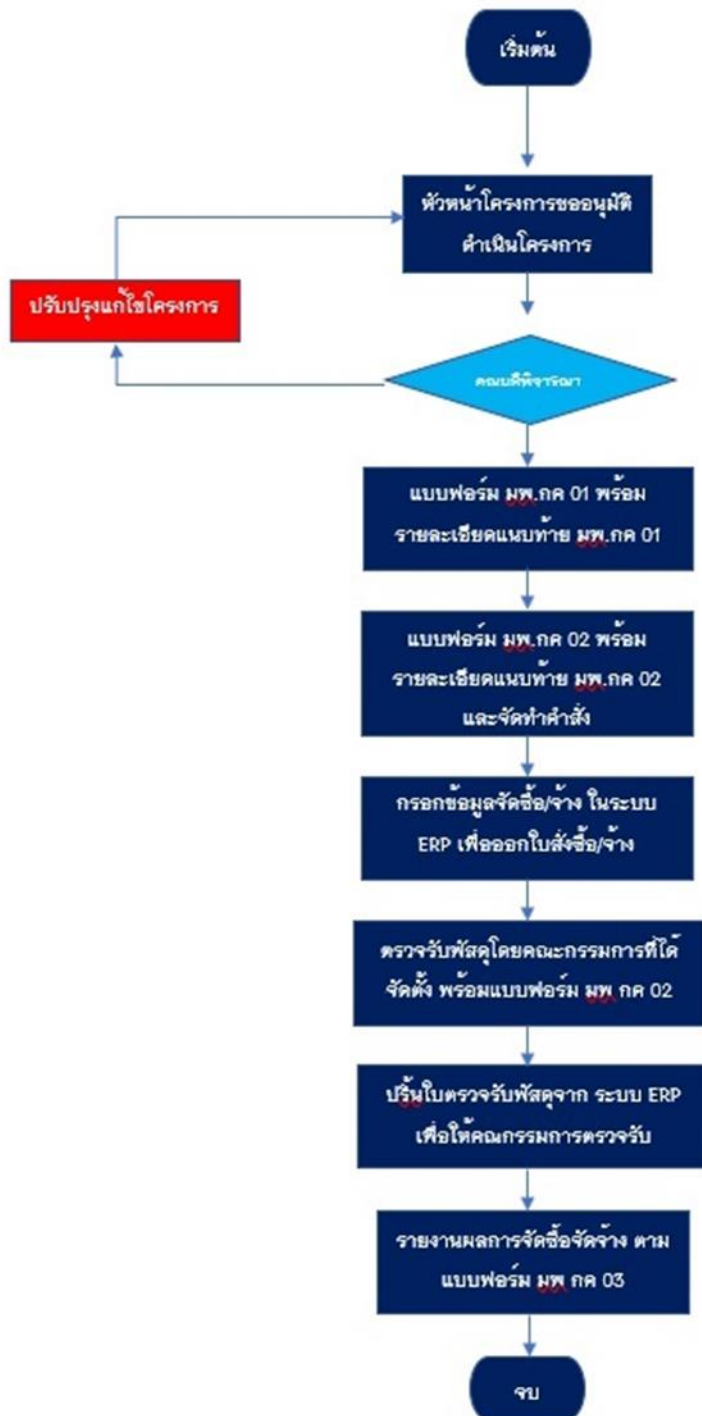 เริ่มต้น
หัวหน้าโครงการขออนุมัติ
ดำเนินโครงการ
ปรับปรุงแก้ไขโครงการ
คณบดีพิจารณา
แบบฟอร์ม มพ.กค 01 พร้อม
รายละเอียดแนบท้าย มพ.กค 01
แบบฟอร์ม มพ.กค 02 พร้อม
รายละเอียดแนบท้าย มพ.กค 02
และจัดทำคำสั่ง
กรอกข้อมูลจัดซื้อ/จ้าง ในระบบ
ERP เพื่อออกใบสั่งซื้อ/จ้าง
ตรวจรับพัสดุโดยคณะกรรมการที่ได้
จัดตั้ง พร้อมแบบฟอร์ม มพ กค 02
ปริ้นใบตรวจรับพัสดุจาก ระบบ ERP
เพื่อให้คณกรรมการตรวจรับ
รายงานผลการจัดซื้อจัดจ้าง ตาม
แบบฟอร์ม มพ กค 03
จบ